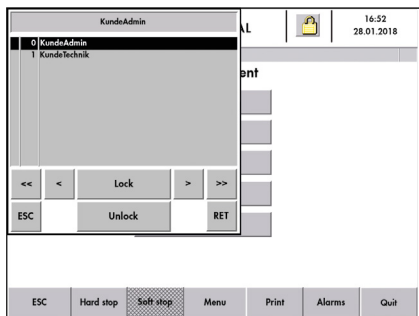 KundeAdmin
AL
16:52
28.01.2018
0 KundeAdmin
1 KundeTechnik
ent
<< < Lock > >>
ESC Unlock RET
ESC Hard stop Soft stop Menu Print Alarms Quit